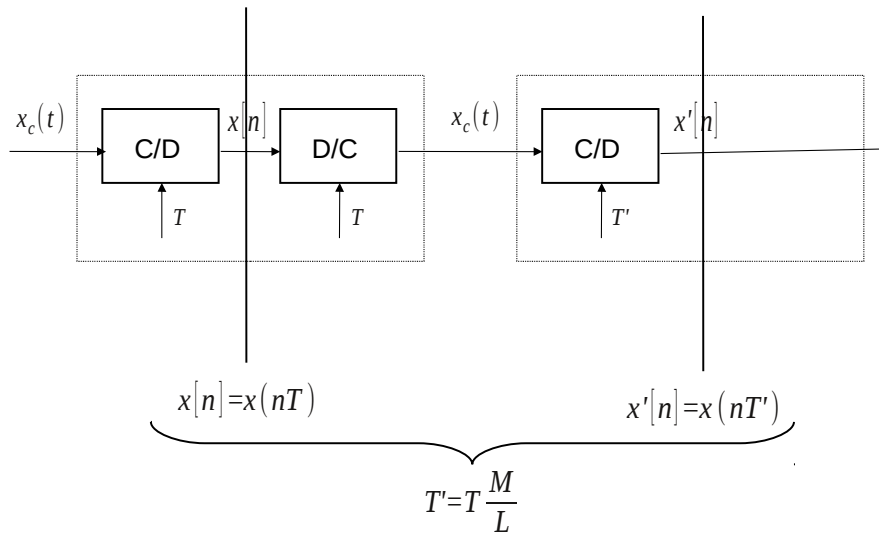 x_c(t) x[n] x_c(t) x'[n]
C/D D/C C/D
T T T'
x[n]=x(nT) x'[n]=x(nT')
T'=T M/L